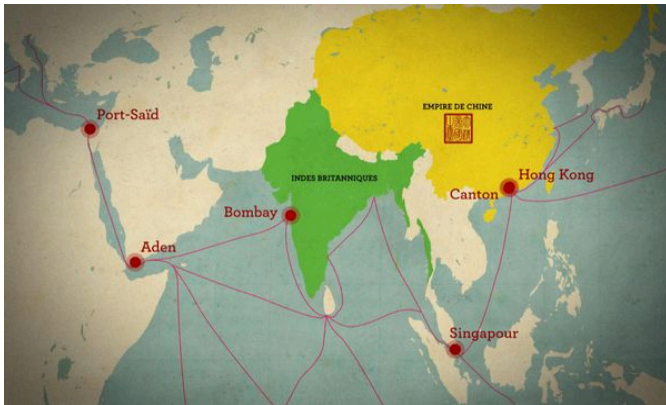 EMPIRE DE CHINE
Port-Saïd
Hong Kong
INDES BRITANNIQUES
Canton
Bombay
Aden
Singapour